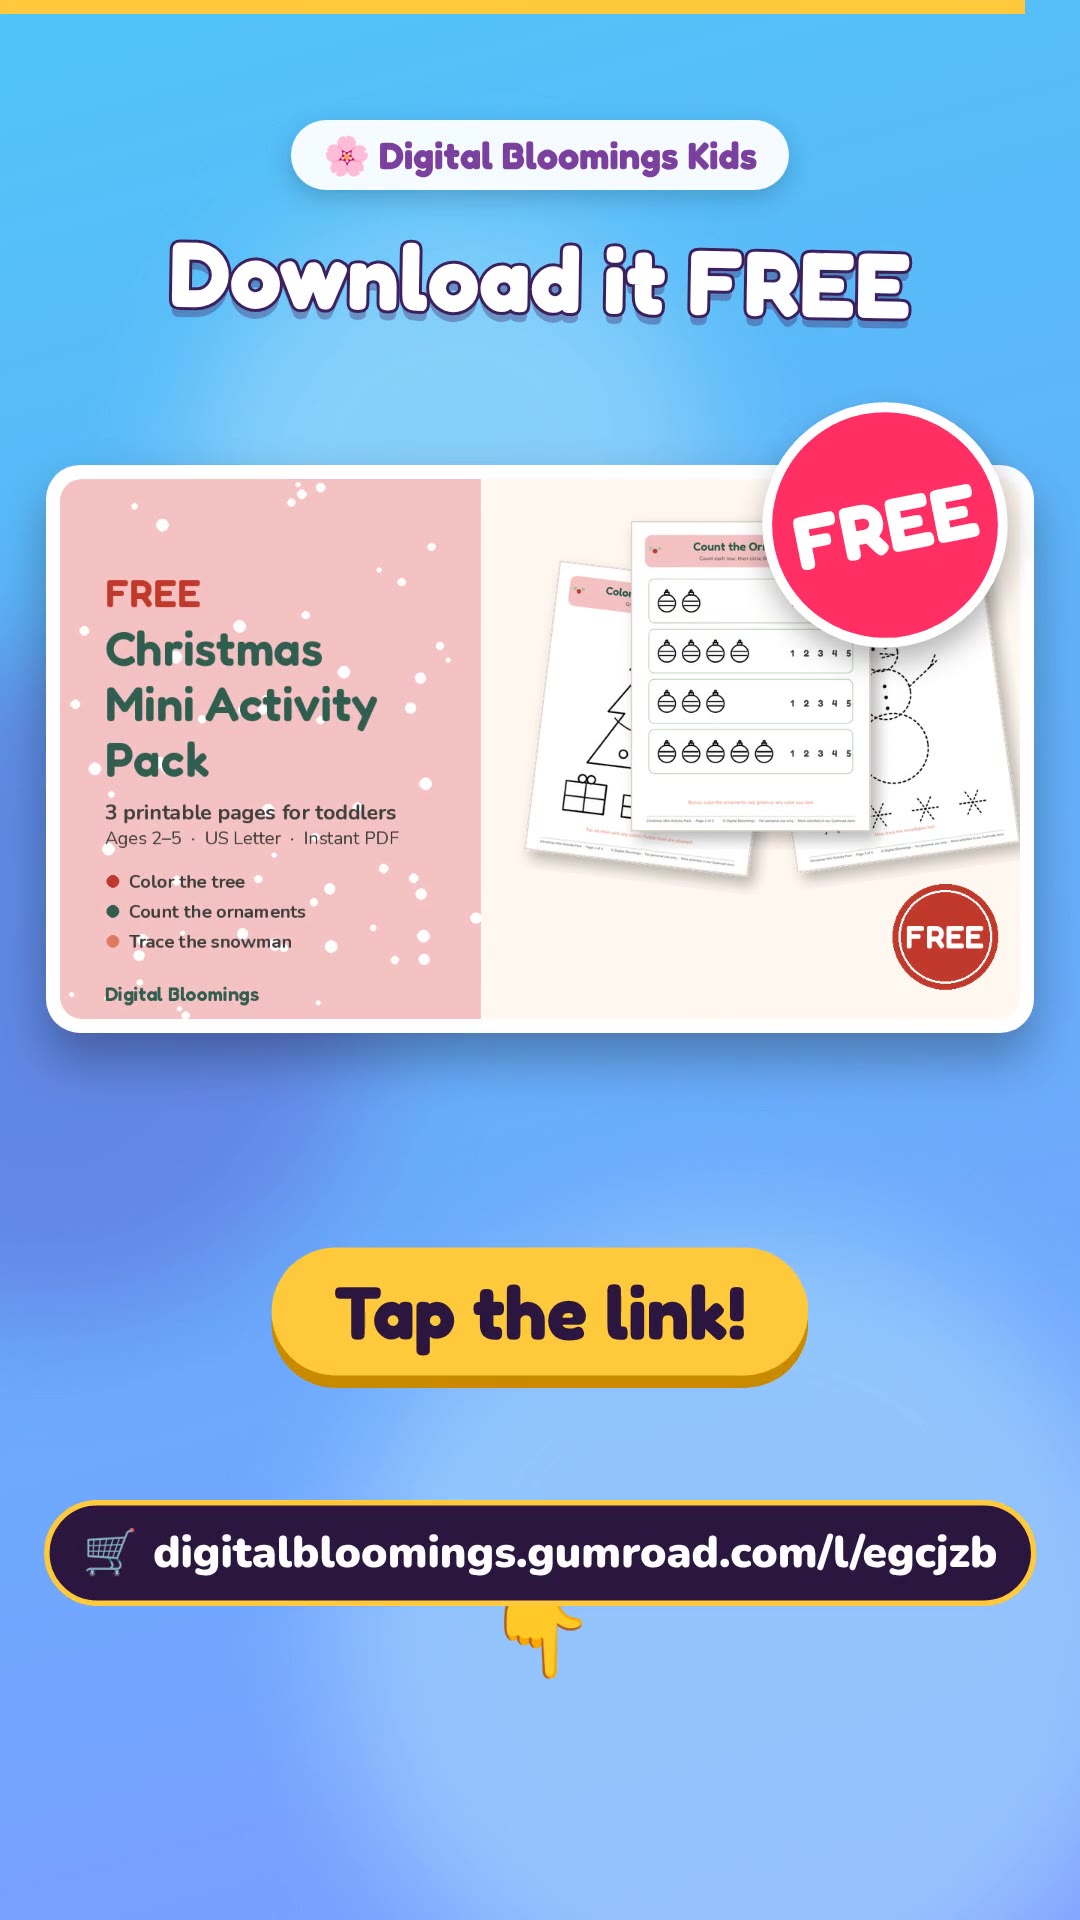 Digital Bloomings Kids
Download it FREE
FREE
FREE
Christmas
Mini Activity
Pack
3 printable pages for toddlers
Ages 2–5 · US Letter · Instant PDF
Color the tree
Count the ornaments
Trace the snowman
Digital Bloomings
Count the
1 2 3 4 5
1 2 3 4 5
1 2 3 4 5
FREE
Tap the link!
digitalbloomings.gumroad.com/l/egcjzb